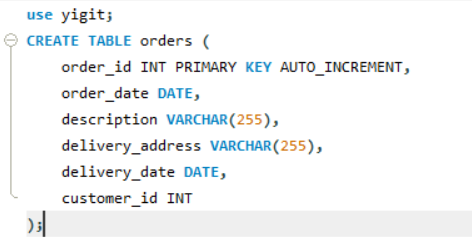 use yigit;
CREATE TABLE orders (
order_id INT PRIMARY KEY AUTO_INCREMENT,
order_date DATE,
description VARCHAR(255),
delivery_address VARCHAR(255),
delivery_date DATE,
customer_id INT
);